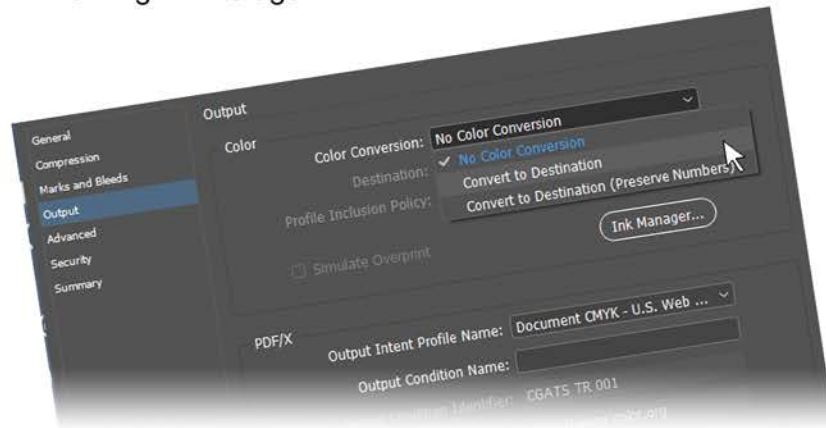 General
Compression
Marks and Bleeds
Output
Advanced
Security
Summary
Output
Color
Color Conversion: No Color Conversion
✓ No Color Conversion
Destination:
Convert to Destination
Profile Inclusion Policy:
Convert to Destination (Preserve Numbers)
Simulate Overprint
Ink Manager...
PDF/X
Output Intent Profile Name: Document CMYK - U.S. Web ...
Output Condition Name:
CGATS TR 001